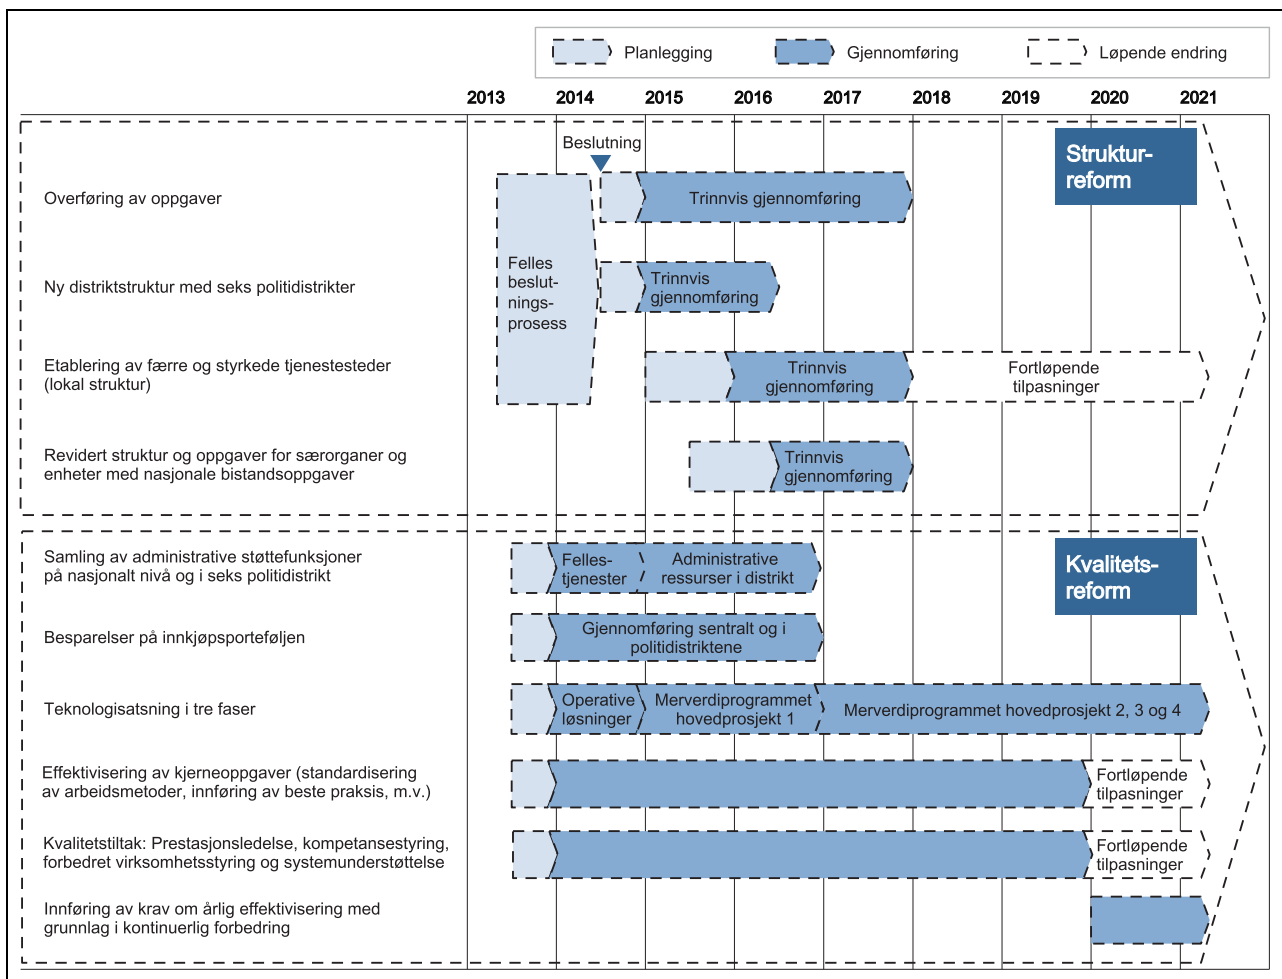 Planlegging
Gjennomføring
Løpende endring
2013 2014 2015 2016 2017 2018 2019 2020 2021
Beslutning
Struktur-
reform
Overføring av oppgaver
Trinnvis gjennomføring
Felles
beslut-
nings-
prosess
Ny distriktstruktur med seks politidistrikter
Trinnvis
gjennomføring
Etablering av færre og styrkede tjenestesteder
(lokal struktur)
Trinnvis
gjennomføring
Fortløpende
tilpasninger
Revidert struktur og oppgaver for særorganer og
enheter med nasjonale bistandsoppgaver
Trinnvis
gjennomføring
Kvalitets-
reform
Samling av administrative støttefunksjoner
på nasjonalt nivå og i seks politidistrikt
Felles-
tjenester
Administrative
ressurser i distrikt
Besparelser på innkjøpsporteføljen
Gjennomføring sentralt og i
politidistriktene
Teknologisatsning i tre faser
Operative
løsninger
Merverdiprogrammet
hovedprosjekt 1
Merverdiprogrammet hovedprosjekt 2, 3 og 4
Effektivisering av kjerneoppgaver (standardisering
av arbeidsmetoder, innføring av beste praksis, m.v.)
Fortløpende
tilpasninger
Kvalitetstiltak: Prestasjonsledelse, kompetansestyring,
forbedret virksomhetsstyring og systemunderstøttelse
Fortløpende
tilpasninger
Innføring av krav om årlig effektivisering med
grunnlag i kontinuerlig forbedring